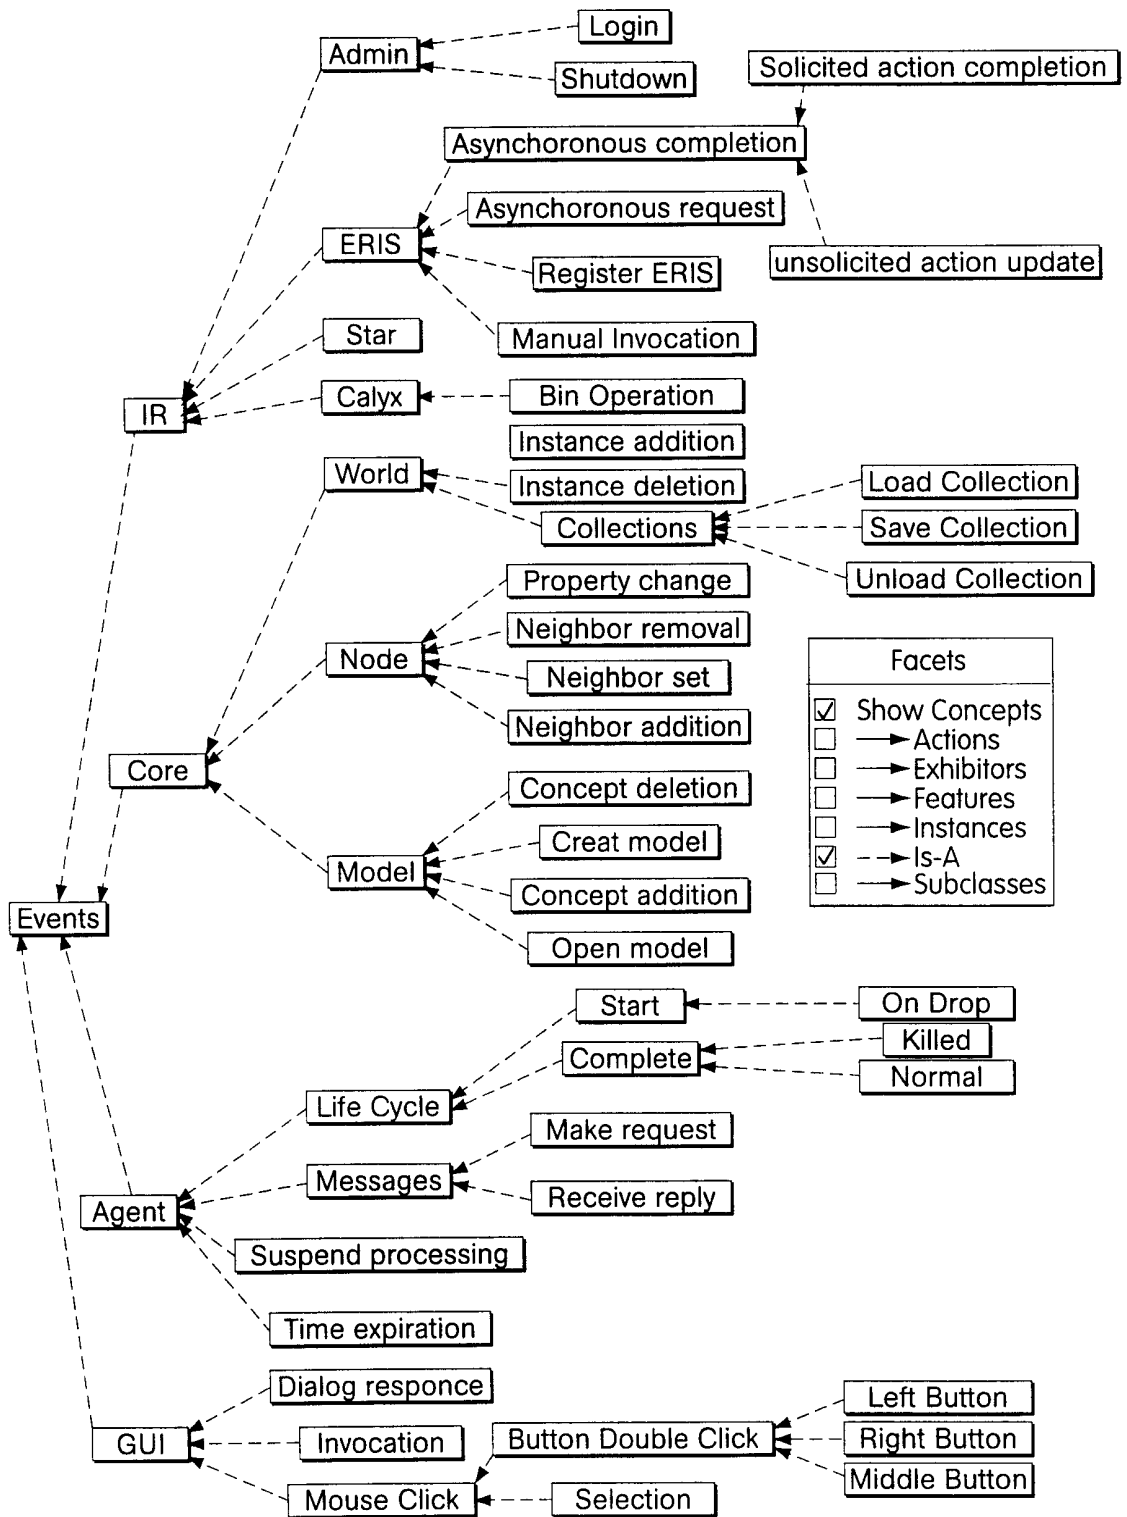 Login
Admin
Shutdown
Solicited action completion
Asynchoronous completion
Asynchoronous request
ERIS
unsolicited action update
Register ERIS
Star
Manual Invocation
IR
Calyx
Bin Operation
Instance addition
World
Instance deletion
Load Collection
Collections
Save Collection
Unload Collection
Property change
Neighbor removal
Node
Neighbor set
Neighbor addition
Facets
Show Concepts
Actions
Exhibitors
Features
Instances
Is-A
Subclasses
Core
Concept deletion
Creat model
Model
Concept addition
Events
Open model
Start
On Drop
Complete
Killed
Normal
Life Cycle
Make request
Messages
Receive reply
Agent
Suspend processing
Time expiration
Dialog responce
Left Button
GUI
Invocation
Button Double Click
Right Button
Middle Button
Mouse Click
Selection